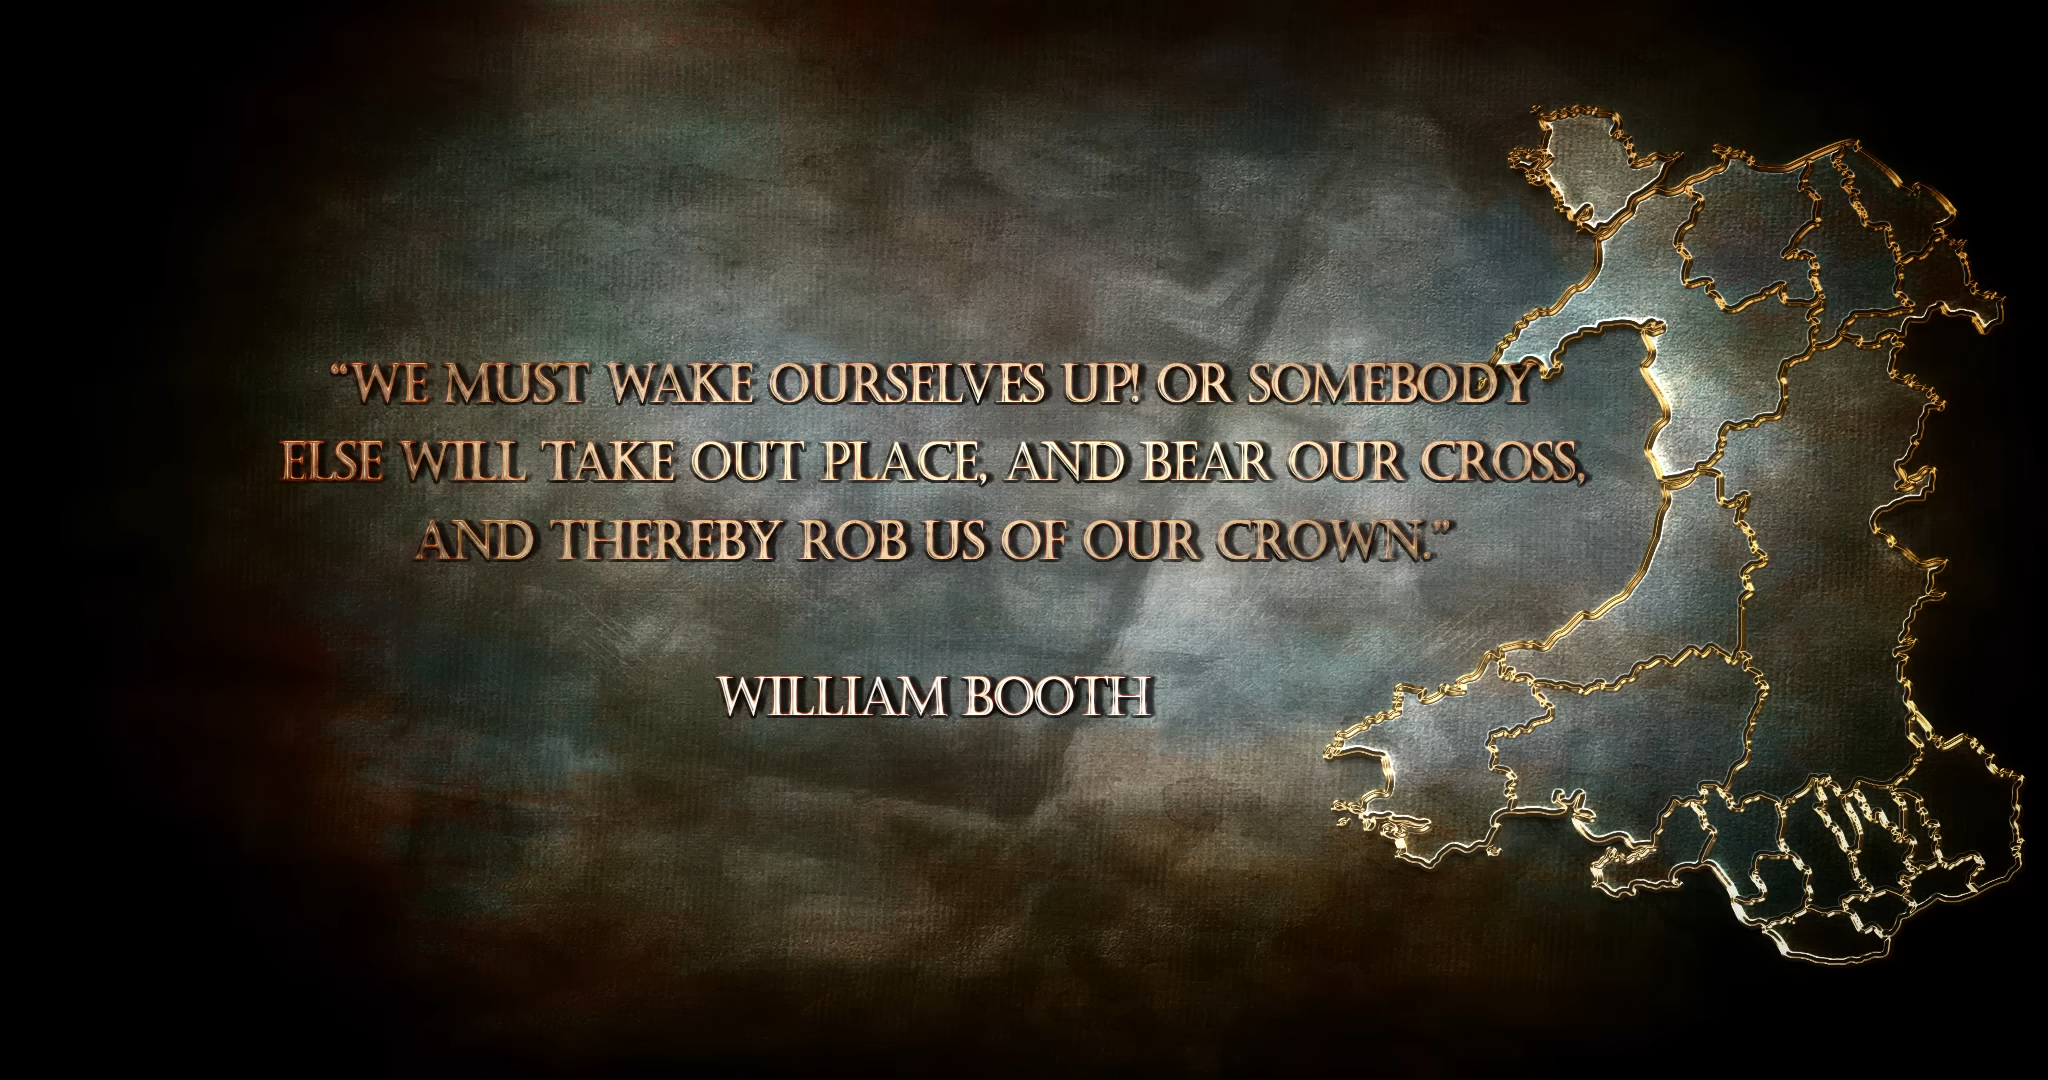 “WE MUST WAKE OURSELVES UP! OR SOMEBODY
ELSE WILL TAKE OUT PLACE, AND BEAR OUR CROSS,
AND THEREBY ROB US OF OUR CROWN.”
WILLIAM BOOTH